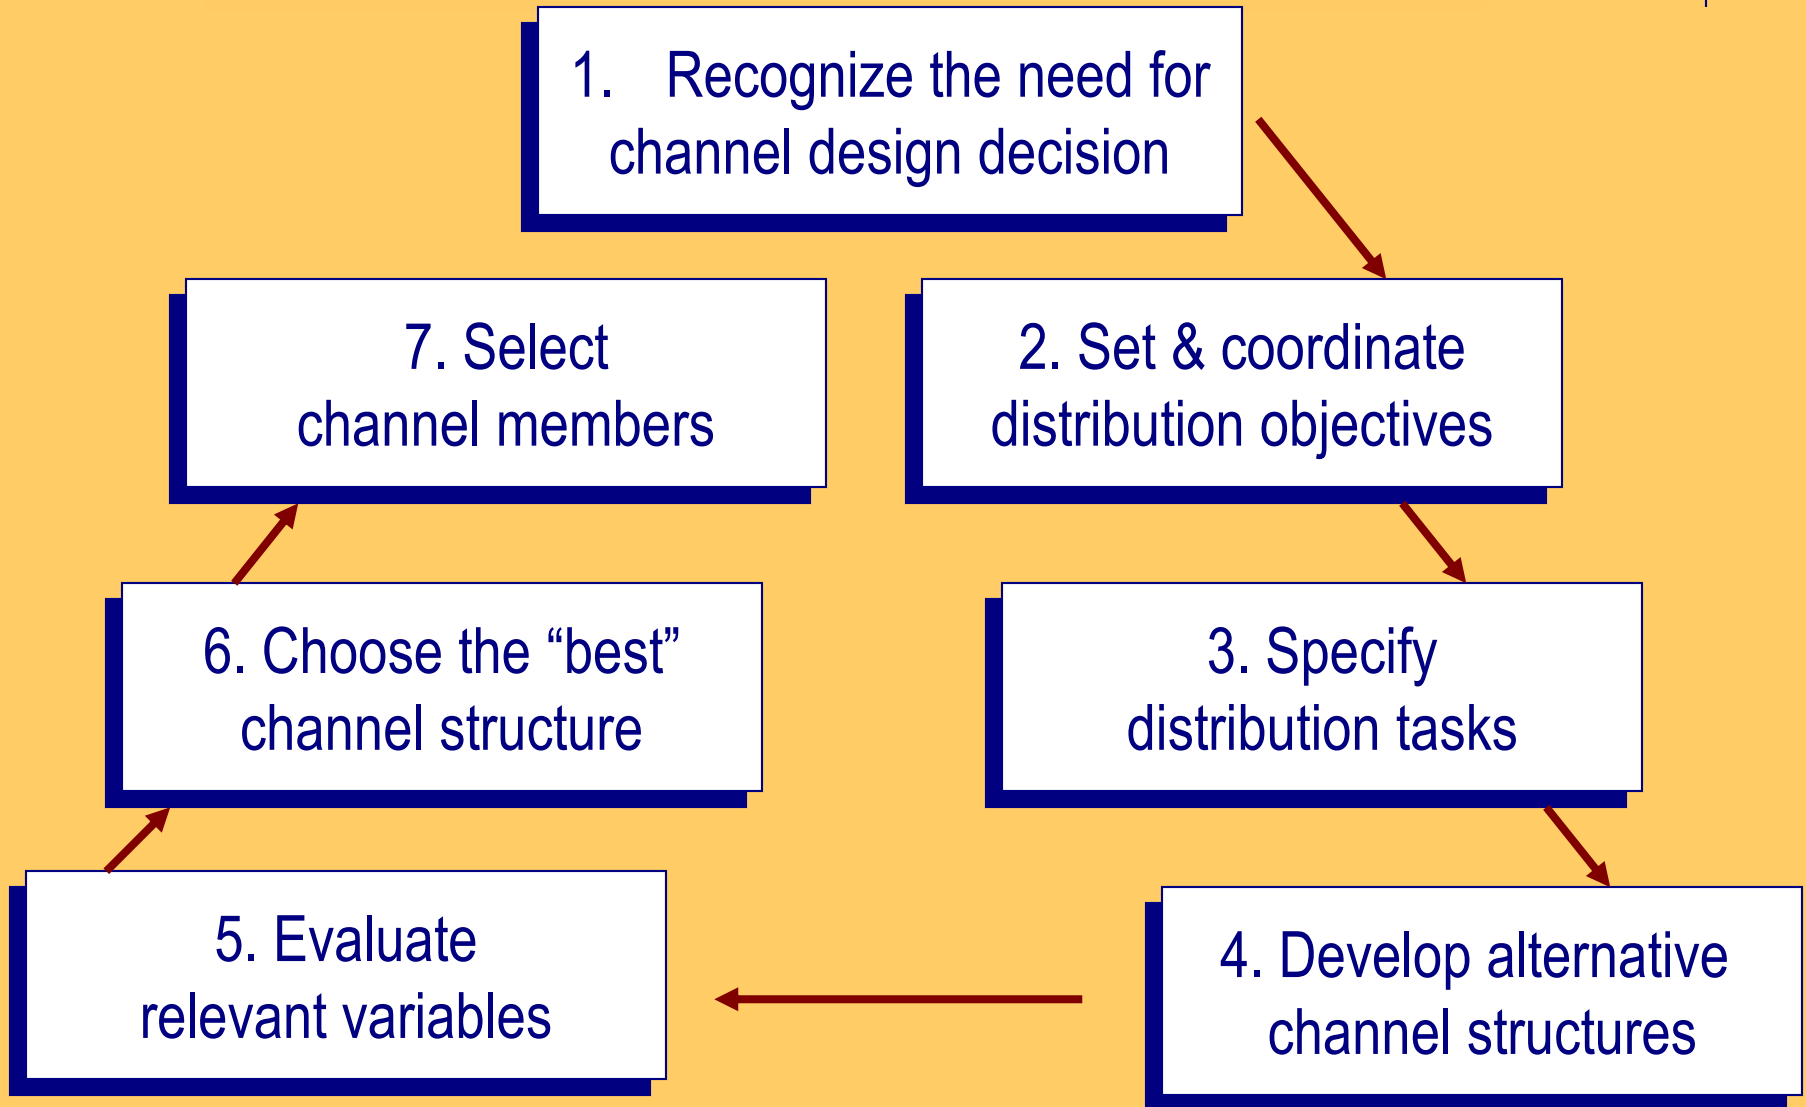 1. Recognize the need for
channel design decision
2. Set & coordinate
distribution objectives
3. Specify
distribution tasks
4. Develop alternative
channel structures
5. Evaluate
relevant variables
6. Choose the “best”
channel structure
7. Select
channel members